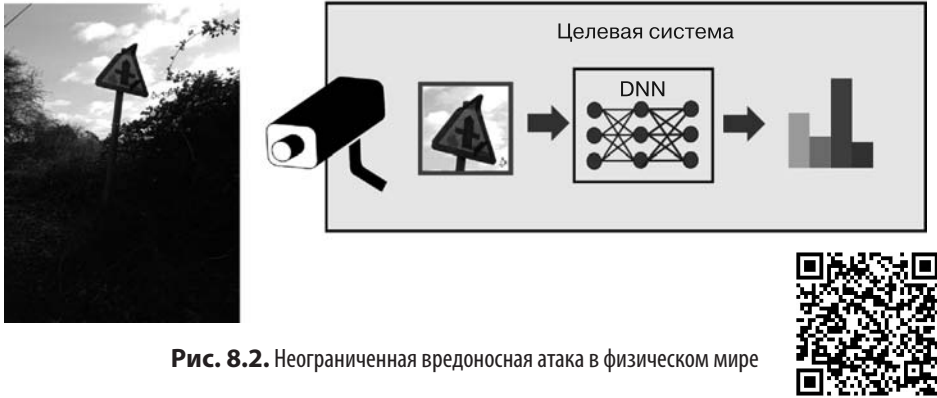 Целевая система
DNN
Рис. 8.2. Неограниченная вредоносная атака в физическом мире